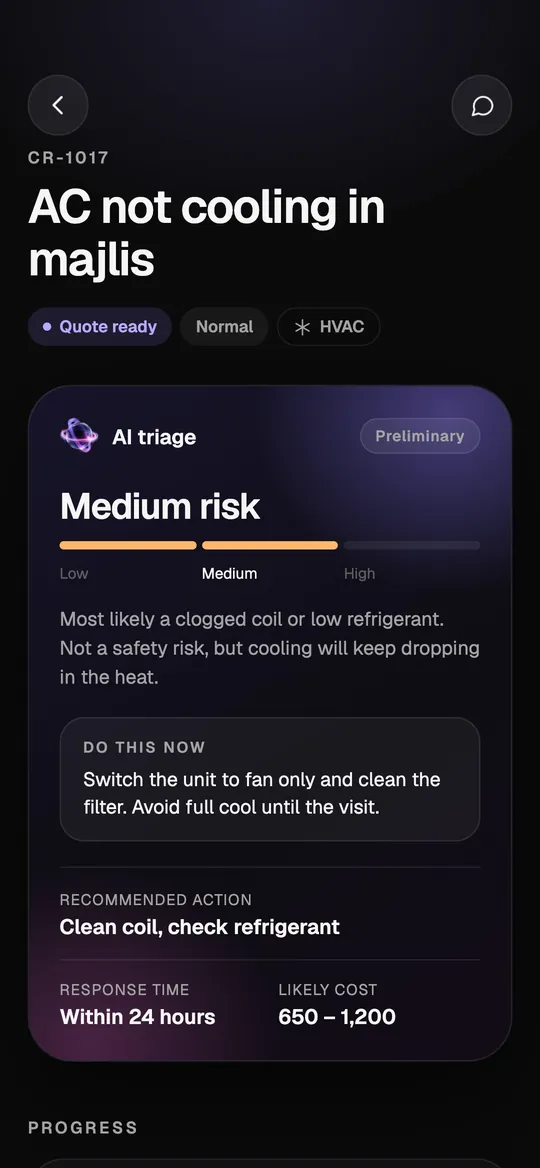 CR-1017
AC not cooling in
majlis
Quote ready
Normal
HVAC
AI triage
Preliminary
Medium risk
Low
Medium
High
Most likely a clogged coil or low refrigerant.
Not a safety risk, but cooling will keep dropping
in the heat.
DO THIS NOW
Switch the unit to fan only and clean the
filter. Avoid full cool until the visit.
RECOMMENDED ACTION
Clean coil, check refrigerant
RESPONSE TIME
LIKELY COST
Within 24 hours
650 – 1,200
PROGRESS